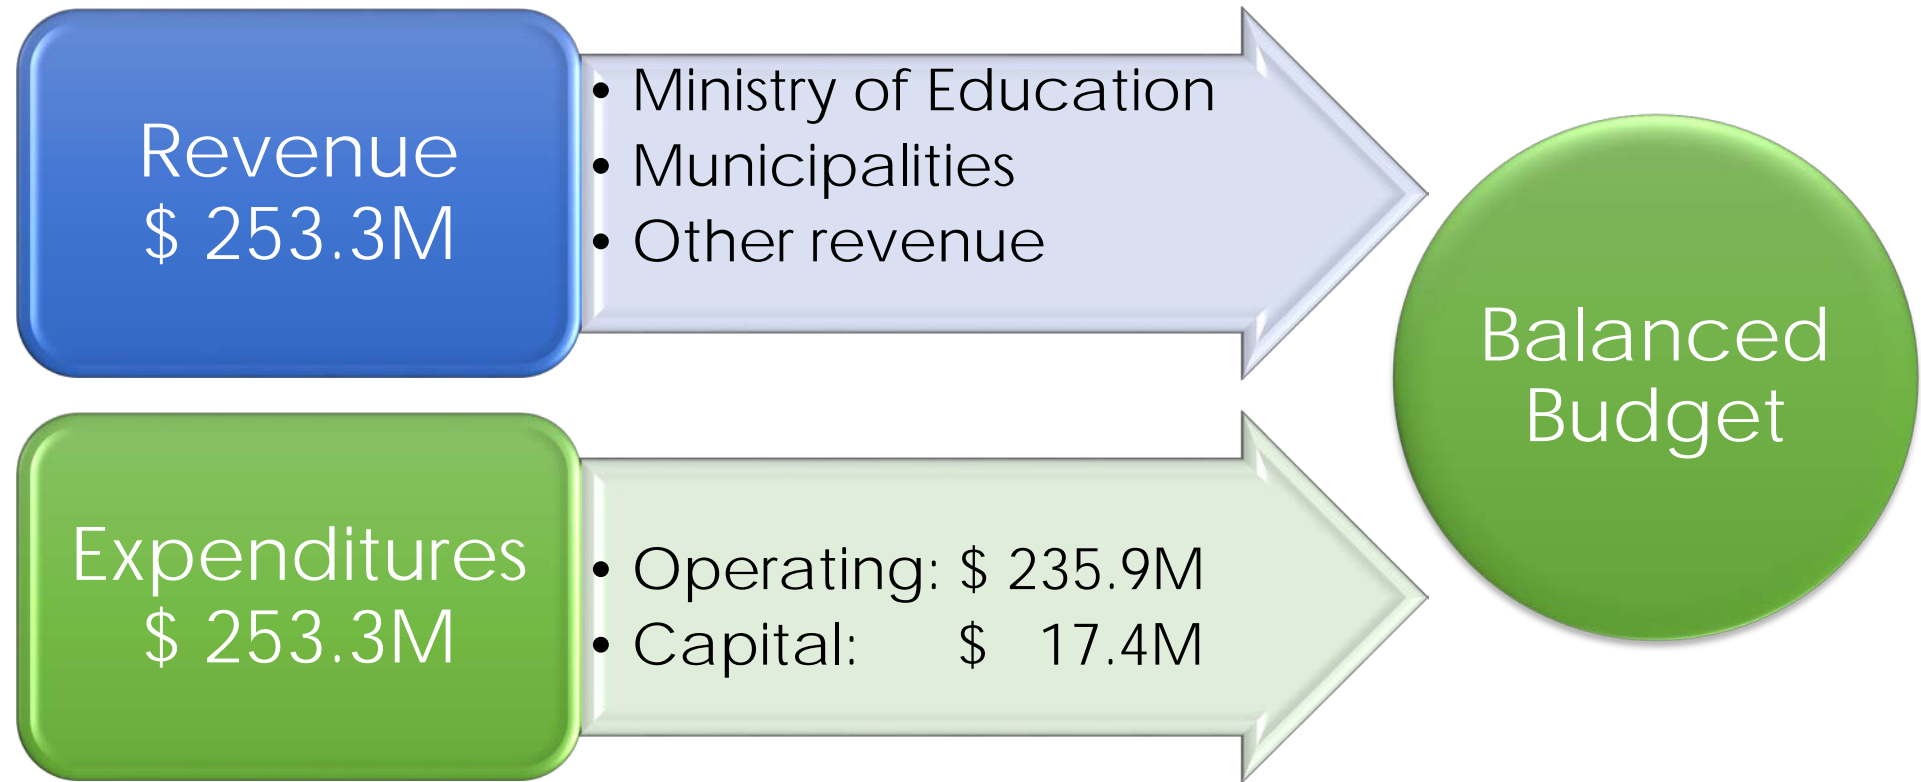 Revenue
$ 253.3M
• Ministry of Education
• Municipalities
• Other revenue
Expenditures
$ 253.3M
• Operating: $ 235.9M
• Capital: $ 17.4M
Balanced
Budget